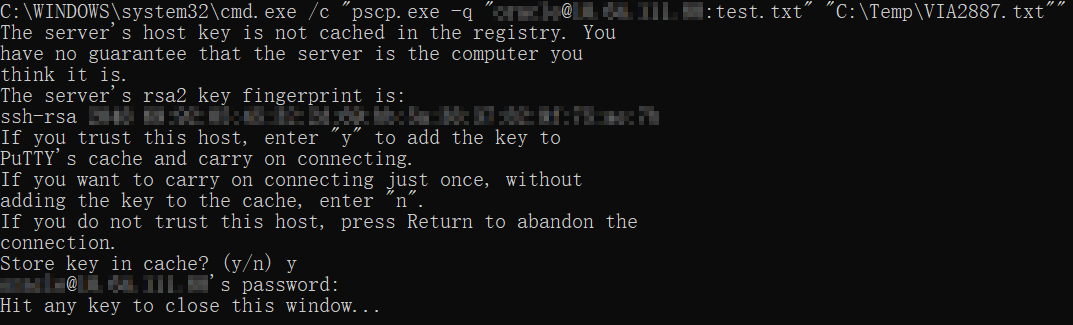 C:\WINDOWS\system32\cmd.exe /c "pscp.exe -q "@:test.txt" "C:\Temp\VIA2887.txt""
The server's host key is not cached in the registry. You
have no guarantee that the server is the computer you
think it is.
The server's rsa2 key fingerprint is:
ssh-rsa
If you trust this host, enter "y" to add the key to
PuTTY's cache and carry on connecting.
If you want to carry on connecting just once, without
adding the key to the cache, enter "n".
If you do not trust this host, press Return to abandon the
connection.
Store key in cache? (y/n) y
@'s password:
Hit any key to close this window...